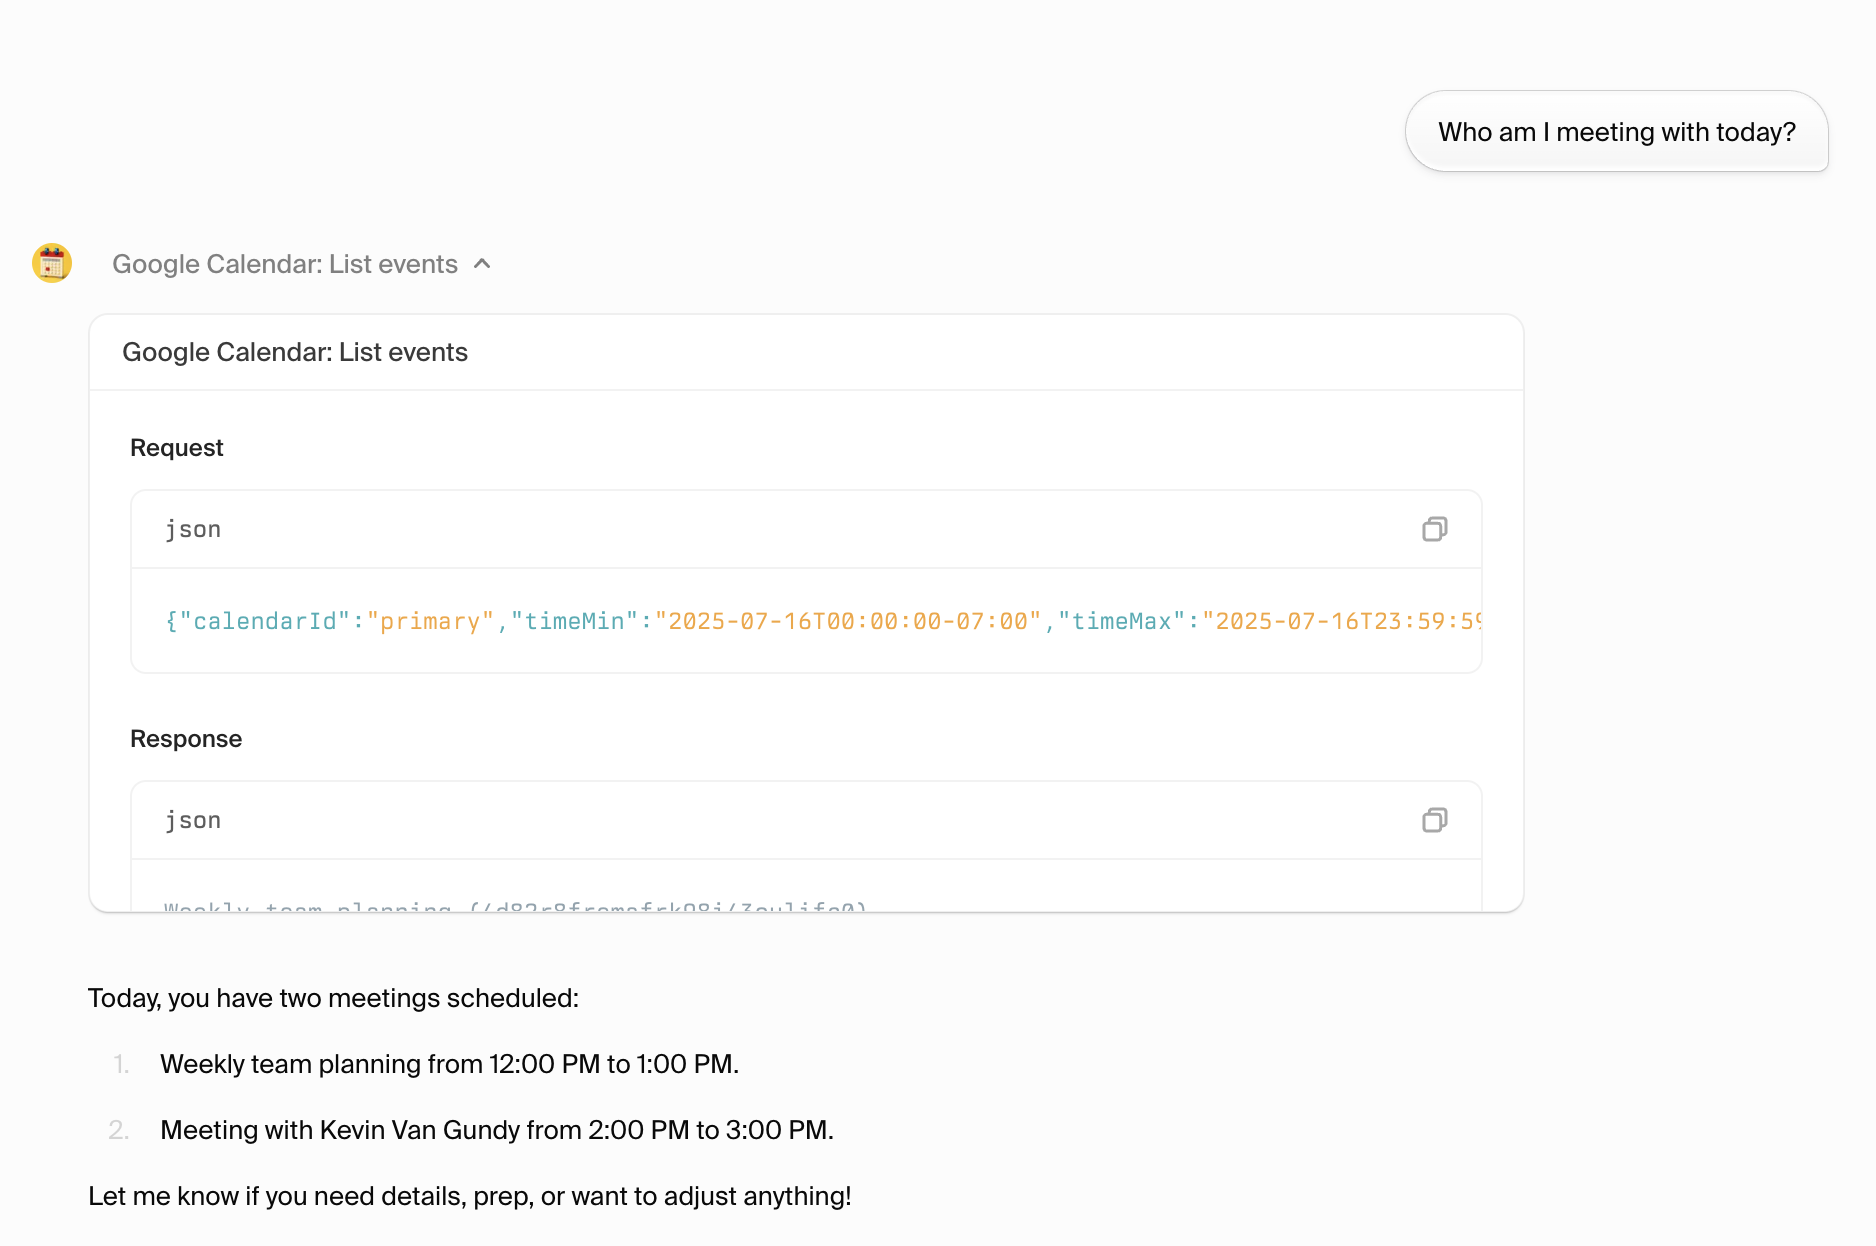 Who am I meeting with today?
Google Calendar: List events
Google Calendar: List events
Request
json
{"calendarId":"primary","timeMin":"2025-07-16T00:00:00-07:00","timeMax":"2025-07-16T23:59:59
Response
json
Weekly team planning
Today, you have two meetings scheduled:
1. Weekly team planning from 12:00 PM to 1:00 PM.
2. Meeting with Kevin Van Gundy from 2:00 PM to 3:00 PM.
Let me know if you need details, prep, or want to adjust anything!